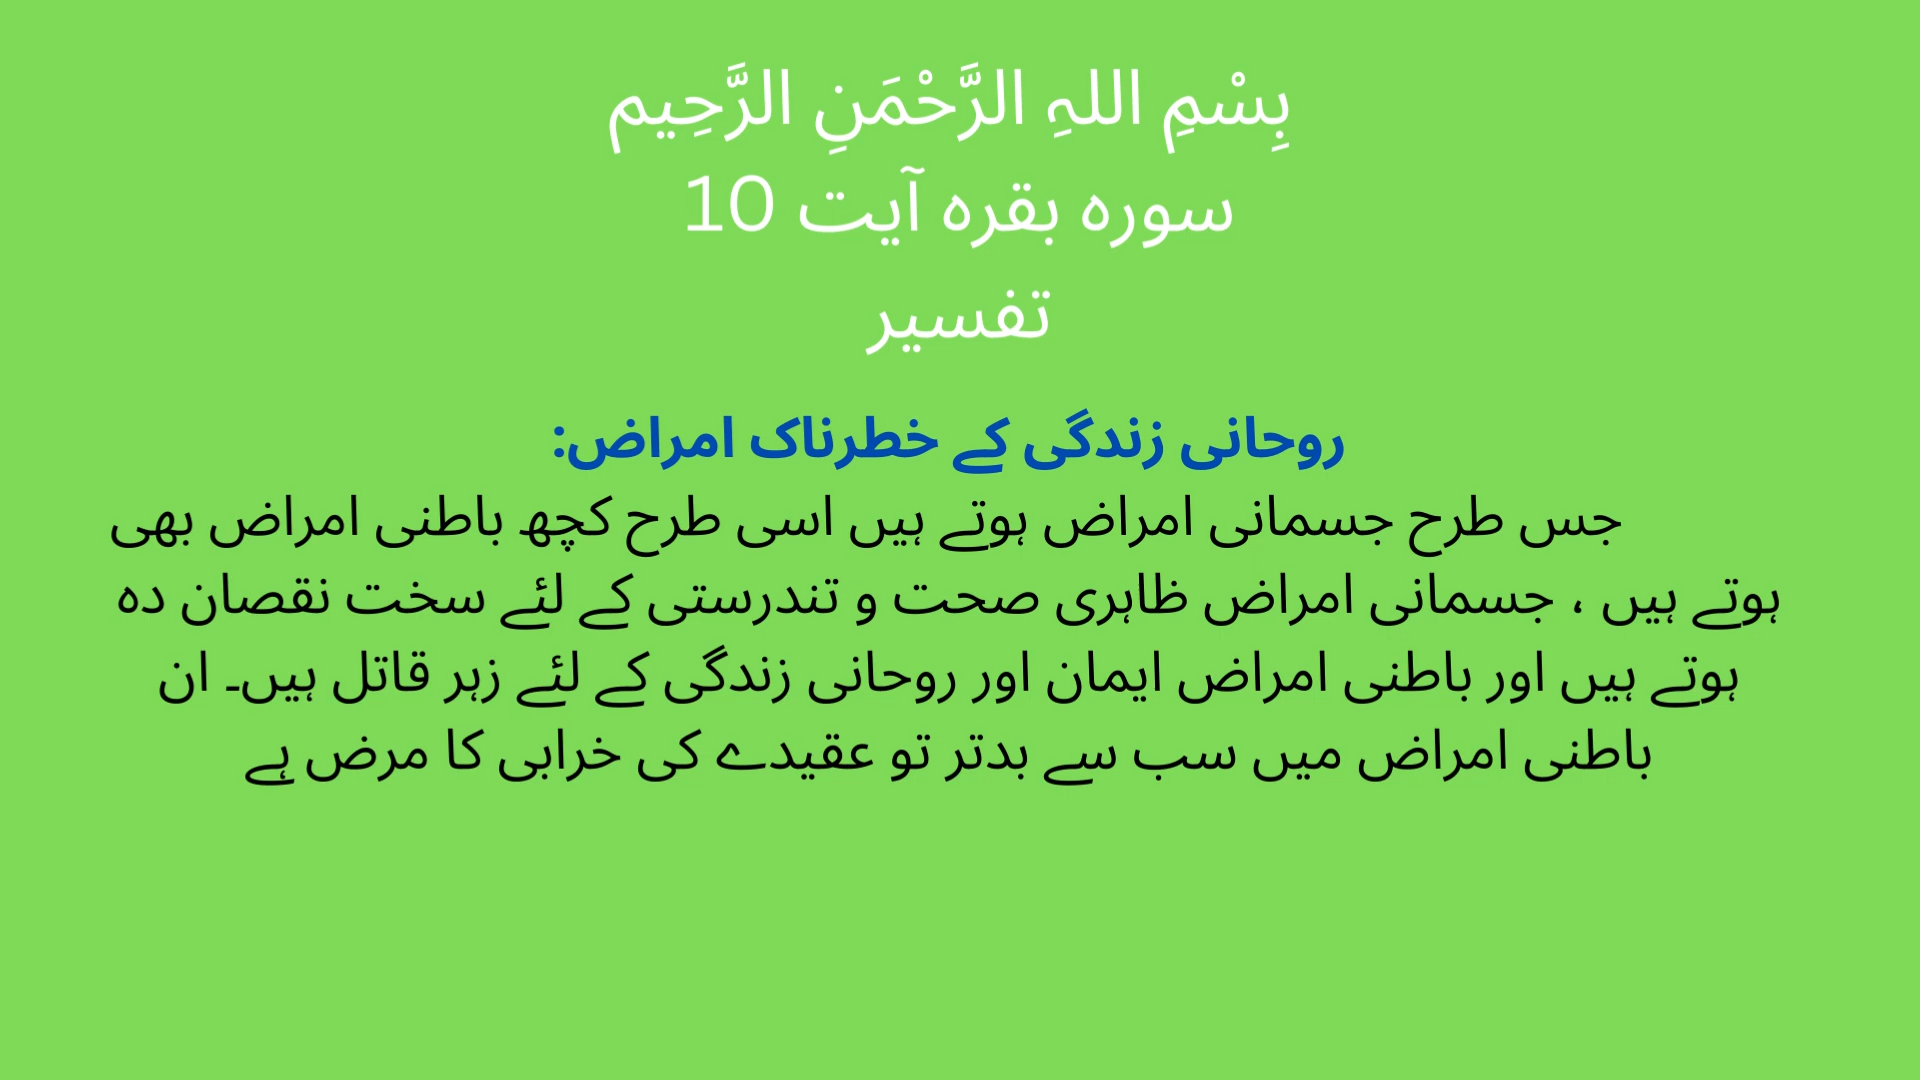 بِسْمِ اللہِ الرَّحْمَنِ الرَّحِيم
سورہ بقرہ آیت 10
تفسیر
روحانی زندگی کے خطرناک امراض:
جس طرح جسمانی امراض ہوتے ہیں اسی طرح کچھ باطنی امراض بھی
ہوتے ہیں ، جسمانی امراض ظاہری صحت و تندرستی کے لئے سخت نقصان دہ
ہوتے ہیں اور باطنی امراض ایمان اور روحانی زندگی کے لئے زہر قاتل ہیں۔ ان
باطنی امراض میں سب سے بدتر تو عقیدے کی خرابی کا مرض ہے